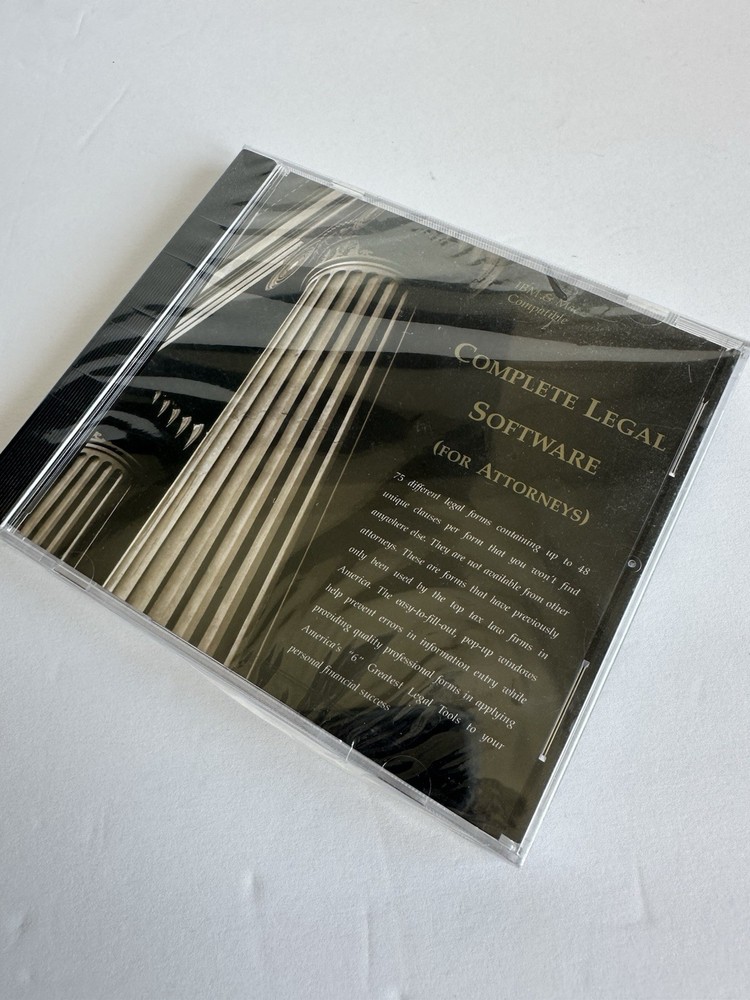 IBM & Mac
Compatible
COMPLETE LEGAL
SOFTWARE
(FOR ATTORNEYS)
75 different legal forms containing up to 48
unique clauses per form that you won't find
anywhere else. They are not available from other
attorneys. These are forms that have previously
only been used by the top tax law firms in
America. The easy-to-fill-out, pop-up windows
help prevent errors in information entry while
providing quality professional forms in applying
America's "6" Greatest Legal Tools to your
personal financial success